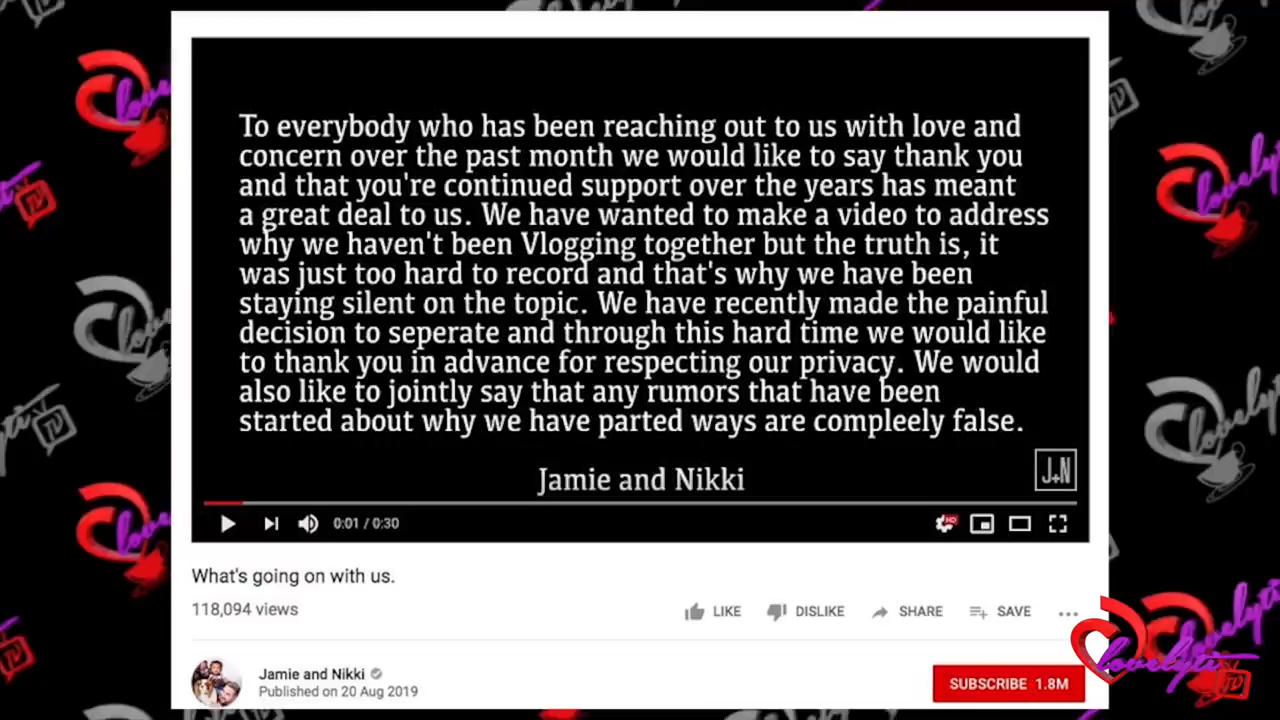 To everybody who has been reaching out to us with love and
concern over the past month we would like to say thank you
and that you're continued support over the years has meant
a great deal to us. We have wanted to make a video to address
why we haven't been Vlogging together but the truth is, it
was just too hard to record and that's why we have been
staying silent on the topic. We have recently made the painful
decision to seperate and through this hard time we would like
to thank you in advance for respecting our privacy. We would
also like to jointly say that any rumors that have been
started about why we have parted ways are compleely false.
Jamie and Nikki
J+N
0:01 / 0:30
HD
What's going on with us.
118,094 views
LIKE DISLIKE SHARE SAVE
Jamie and Nikki
Published on 20 Aug 2019
SUBSCRIBE 1.8M
Lovelyti
TV